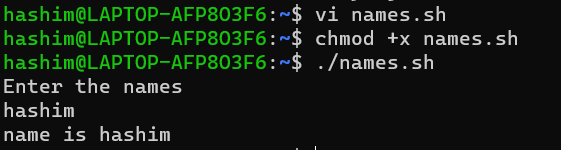 hashim@LAPTOP-AFP8O3F6:~$ vi names.sh
hashim@LAPTOP-AFP8O3F6:~$ chmod +x names.sh
hashim@LAPTOP-AFP8O3F6:~$ ./names.sh
Enter the names
hashim
name is hashim